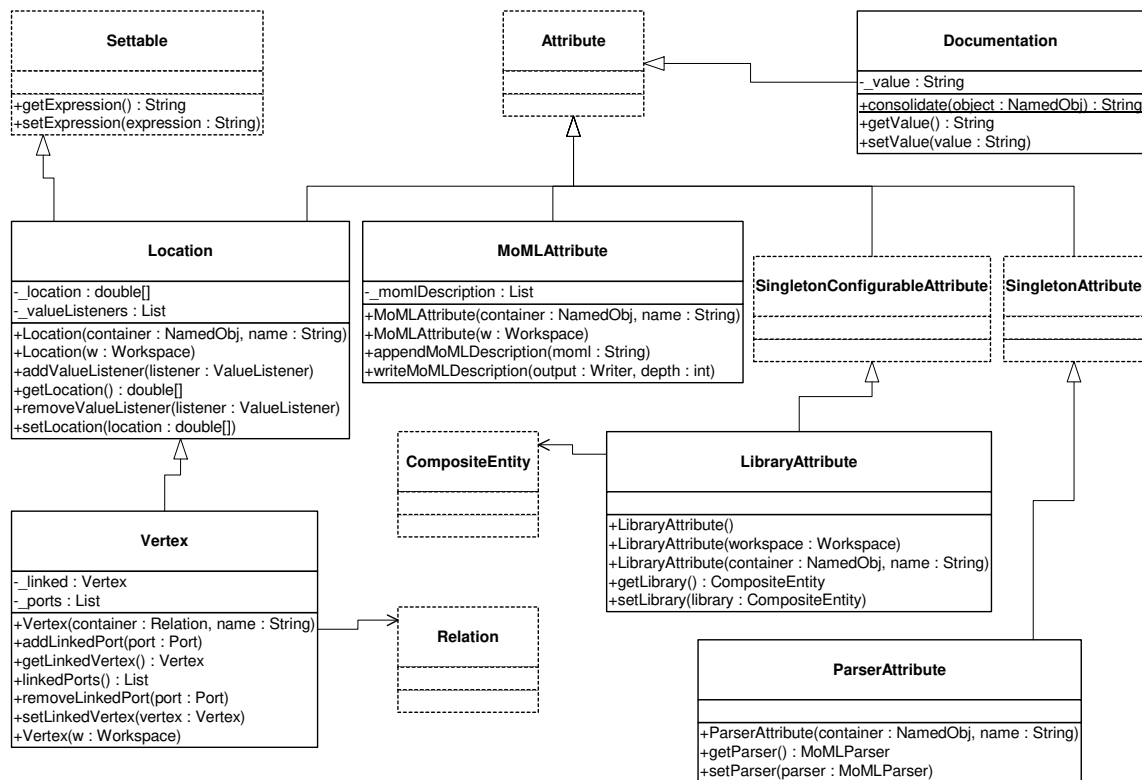 Settable
+getExpression() : String
+setExpression(expression : String)
Attribute
Documentation
-_value : String
+consolidate(object : NamedObj) : String
+getValue() : String
+setValue(value : String)
Location
-_location : double[]
-_valueListeners : List
+Location(container : NamedObj, name : String)
+Location(w : Workspace)
+addValueListener(listener : ValueListener)
+getLocation() : double[]
+removeValueListener(listener : ValueListener)
+setLocation(location : double[])
MoMLAttribute
-_momlDescription : List
+MoMLAttribute(container : NamedObj, name : String)
+MoMLAttribute(w : Workspace)
+appendMoMLDescription(moml : String)
+writeMoMLDescription(output : Writer, depth : int)
SingletonConfigurableAttribute
SingletonAttribute
CompositeEntity
LibraryAttribute
+LibraryAttribute()
+LibraryAttribute(workspace : Workspace)
+LibraryAttribute(container : NamedObj, name : String)
+getLibrary() : CompositeEntity
+setLibrary(library : CompositeEntity)
Vertex
-_linked : Vertex
-_ports : List
+Vertex(container : Relation, name : String)
+addLinkedPort(port : Port)
+getLinkedVertex() : Vertex
+linkedPorts() : List
+removeLinkedPort(port : Port)
+setLinkedVertex(vertex : Vertex)
+Vertex(w : Workspace)
Relation
ParserAttribute
+ParserAttribute(container : NamedObj, name : String)
+getParser() : MoMLParser
+setParser(parser : MoMLParser)